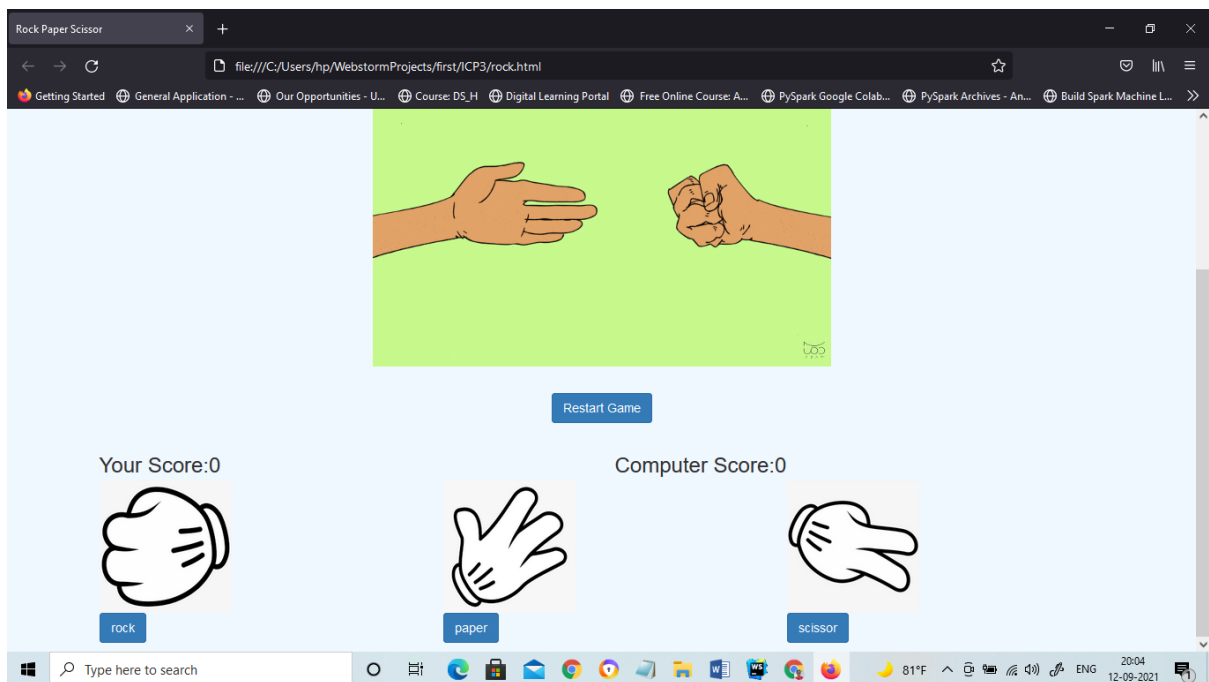 Rock Paper Scissor
file:///C:/Users/hp/WebstormProjects/first/ICP3/rock.html
Getting Started General Application - ... Our Opportunities - U... Course: DS_H Digital Learning Portal Free Online Course: A... PySpark Google Colab... PySpark Archives - An... Build Spark Machine L...
Restart Game
Your Score:0 Computer Score:0
rock paper scissor
Type here to search 81°F ENG 20:04
12-09-2021